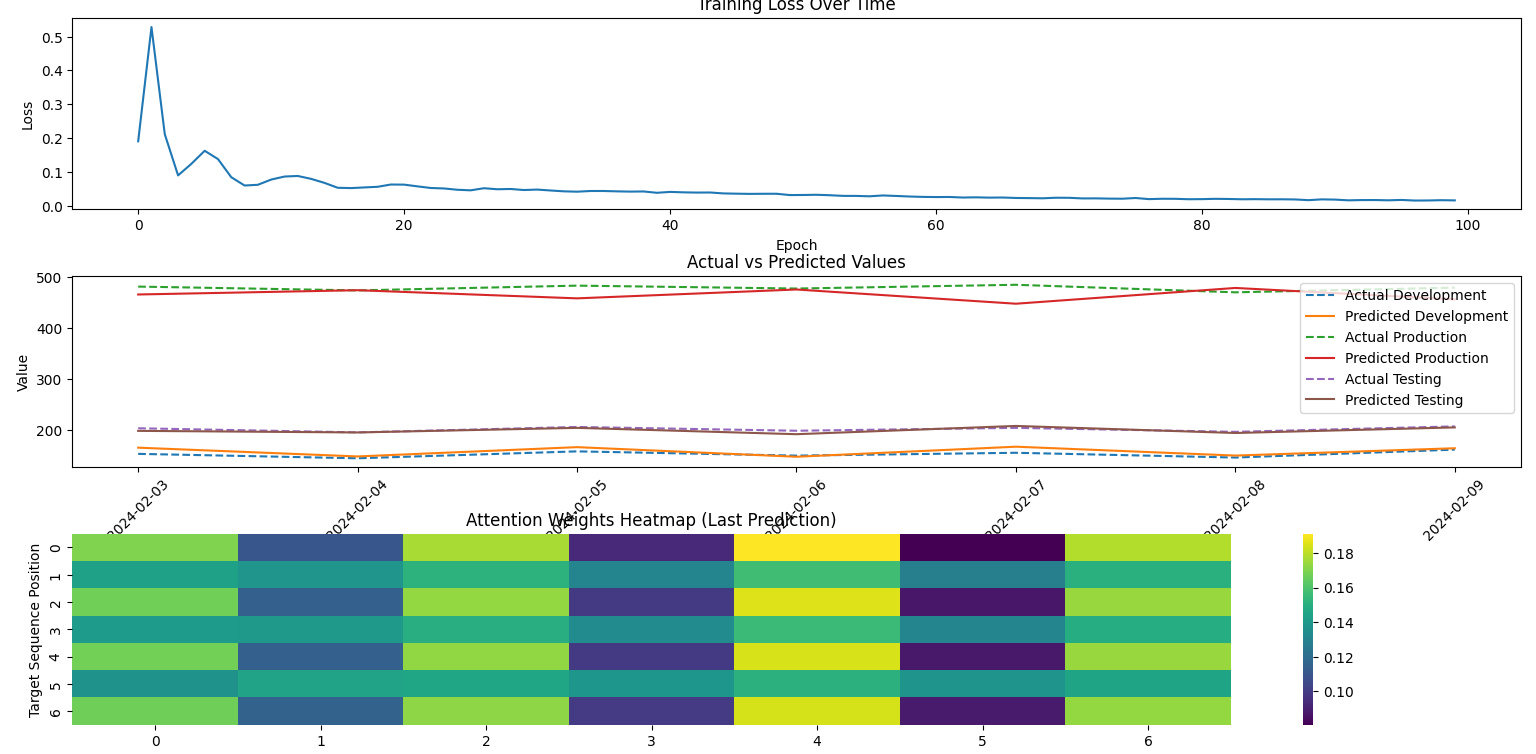 Training Loss Over Time
0.5
0.4
0.3
0.2
0.1
0.0
Loss
0 20 40 60 80 100
Epoch
Actual vs Predicted Values
500
400
300
200
Value
Actual Development
Predicted Development
Actual Production
Predicted Production
Actual Testing
Predicted Testing
2024-02-03 2024-02-04 2024-02-05 2024-02-06 2024-02-07 2024-02-08 2024-02-09
Attention Weights Heatmap (Last Prediction)
Target Sequence Position
0
1
2
3
4
5
6
0 1 2 3 4 5 6
0.18
0.16
0.14
0.12
0.10